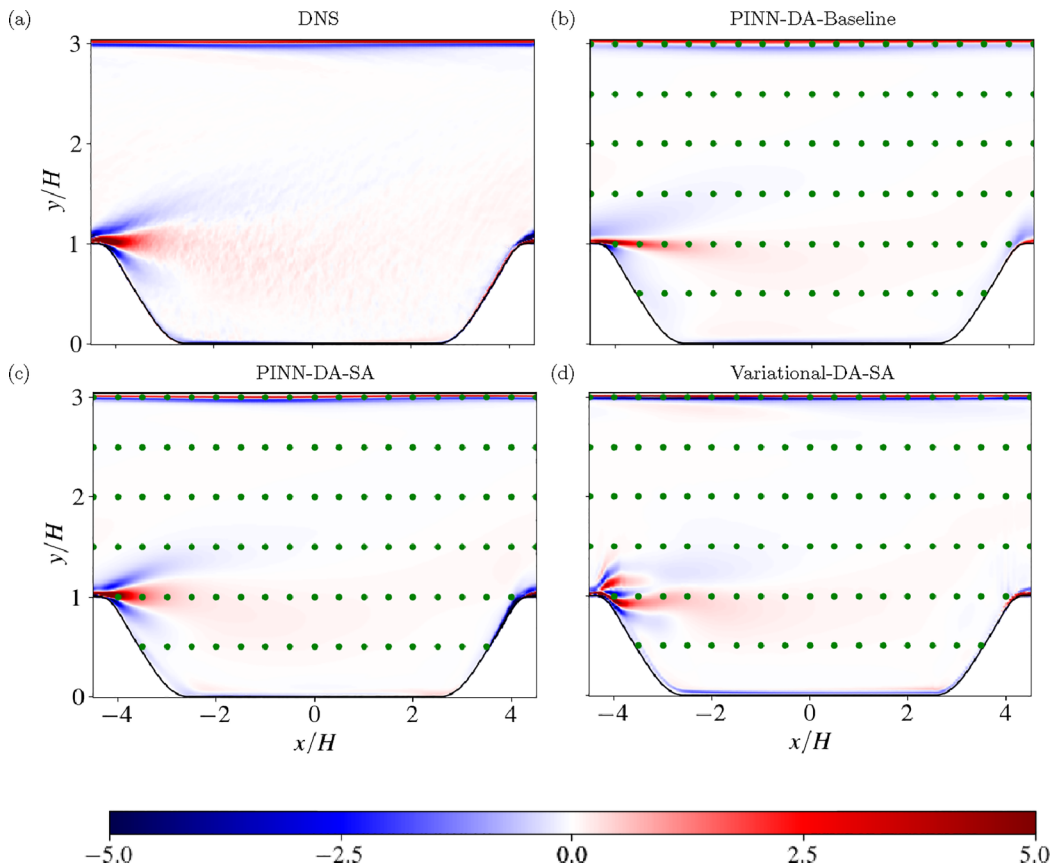 (a) DNS
(b) PINN-DA-Baseline
3
2
1
0
y/H
(c) PINN-DA-SA
(d) Variational-DA-SA
3
2
1
0
y/H
−4 −2 0 2 4
x/H
−4 −2 0 2 4
x/H
−5.0 −2.5 0.0 2.5 5.0